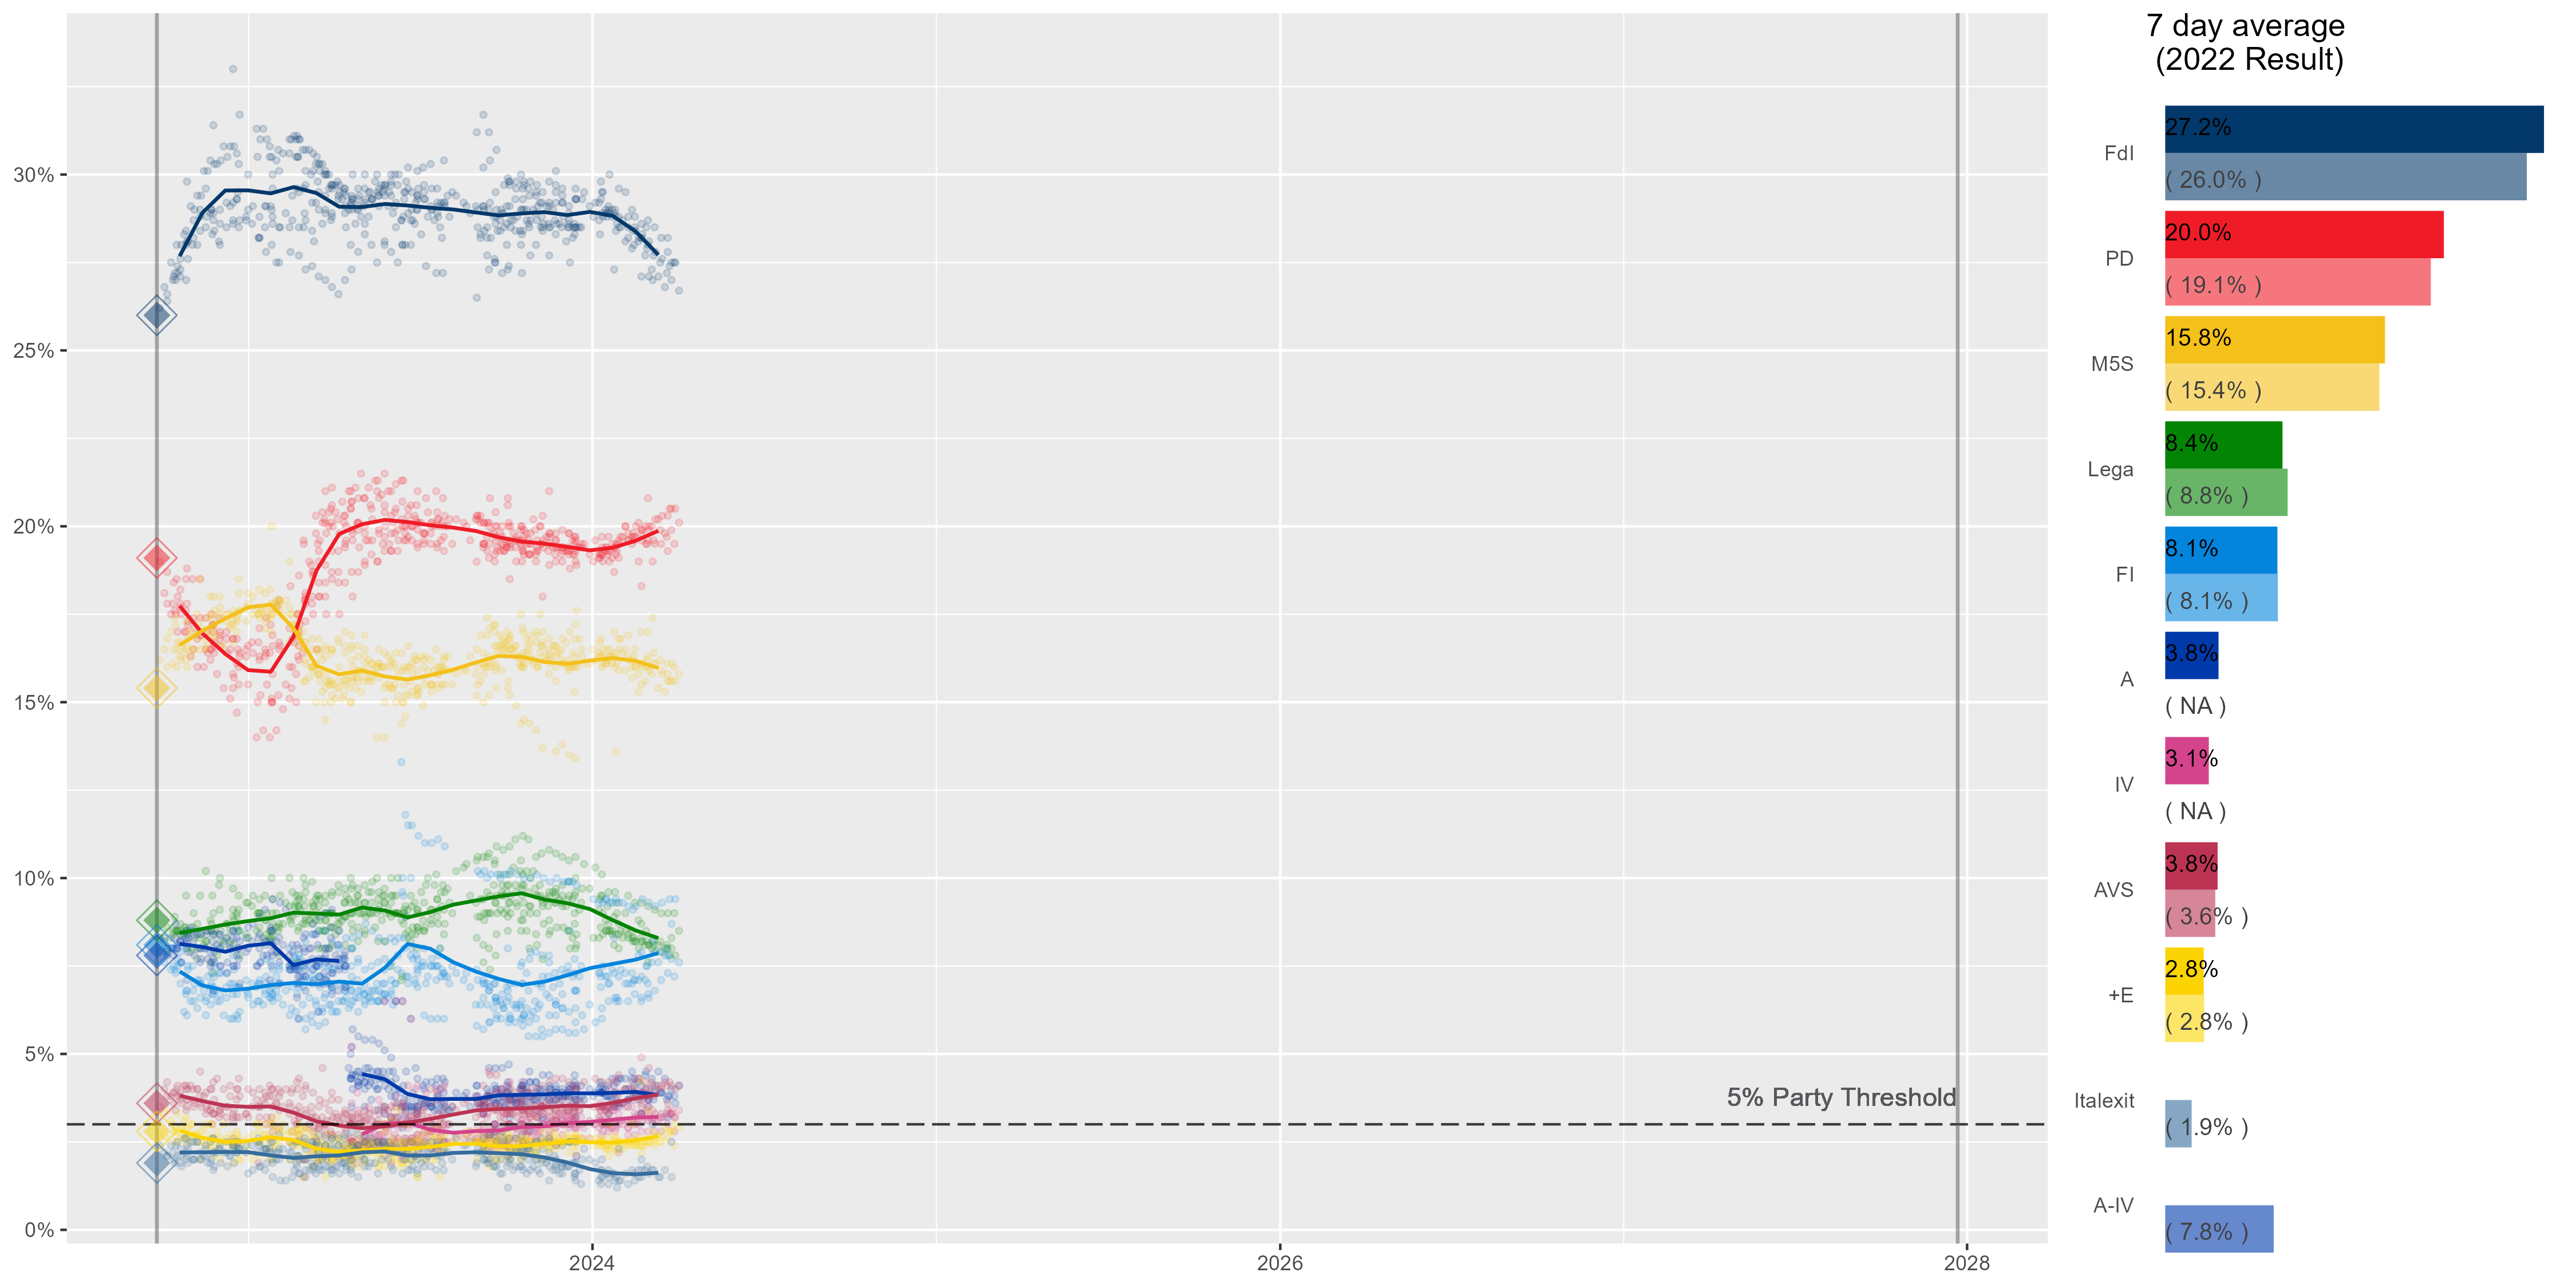 7 day average
(2022 Result)
30%
25%
20%
15%
10%
5%
0%
2024
2026
2028
5% Party Threshold
FdI
27.2%
( 26.0% )
PD
20.0%
( 19.1% )
M5S
15.8%
( 15.4% )
Lega
8.4%
( 8.8% )
FI
8.1%
( 8.1% )
A
3.8%
( NA )
IV
3.1%
( NA )
AVS
3.8%
( 3.6% )
+E
2.8%
( 2.8% )
Italexit
( 1.9% )
A-IV
( 7.8% )